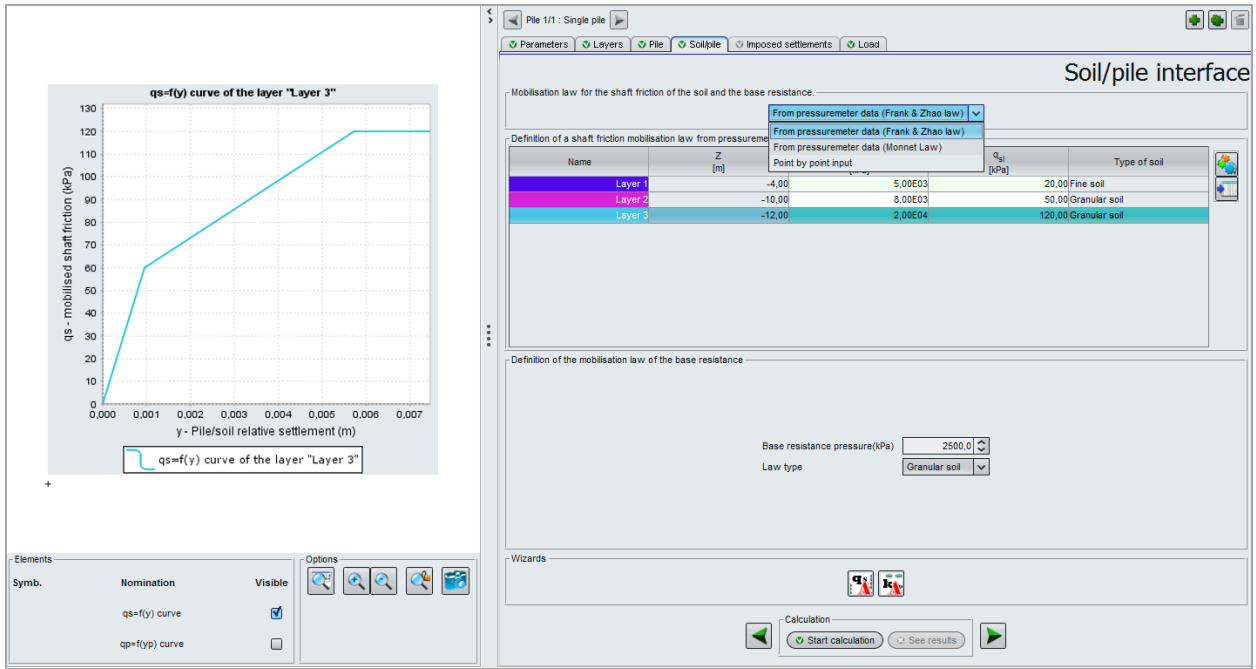 qs=f(y) curve of the layer "Layer 3"
130
120
110
100
90
80
70
60
50
40
30
20
10
0
qs - mobilised shaft friction (kPa)
0,000 0,001 0,002 0,003 0,004 0,005 0,006 0,007
y - Pile/soil relative settlement (m)
qs=f(y) curve of the layer "Layer 3"
+
Elements
Symb. Nomination Visible
qs=f(y) curve
qp=f(yp) curve
Options
Pile 1/1 : Single pile
Parameters Layers Pile Soil/pile Imposed settlements Load
Soil/pile interface
Mobilisation law for the shaft friction of the soil and the base resistance.
From pressuremeter data (Frank & Zhao law)
From pressuremeter data (Frank & Zhao law)
From pressuremeter data (Monnet Law)
Point by point input
Definition of a shaft friction mobilisation law from pressureme
Name Z [m] qsl [kPa] Type of soil
Layer 1 -4,00 5,00E03 20,00 Fine soil
Layer 2 -10,00 8,00E03 50,00 Granular soil
Layer 3 -12,00 2,00E04 120,00 Granular soil
Definition of the mobilisation law of the base resistance
Base resistance pressure(kPa) 2500,0
Law type Granular soil
Wizards
Calculation
Start calculation See results